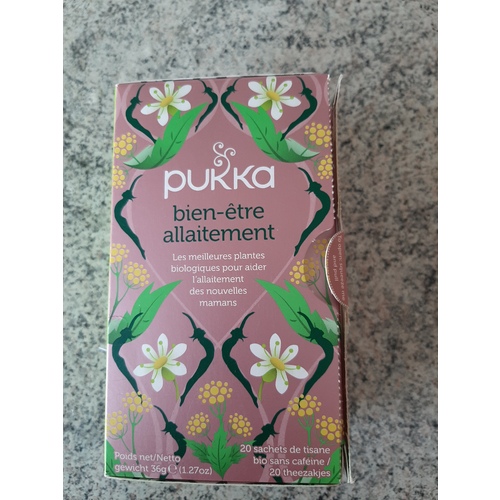 pukka
bien-être
allaitement
Les meilleures plantes
biologiques pour aider
l'allaitement
des nouvelles
mamans
Poids net/Netto
gewicht 36g ℮ (1.27oz)
20 sachets de tisane
bio sans caféine /
20 theezakjes